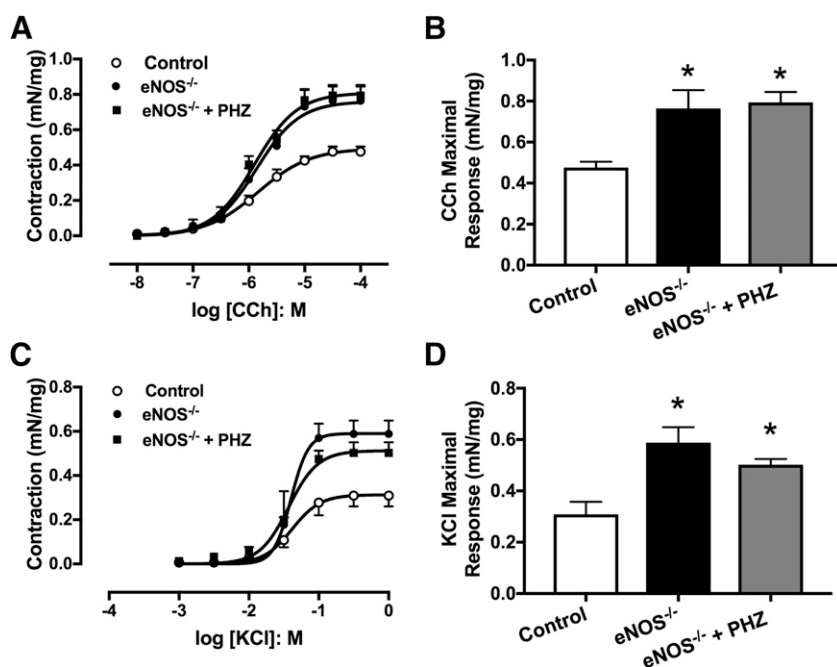 A
Control
eNOS-/-
eNOS-/- + PHZ
Contraction (mN/mg)
1.0
0.8
0.6
0.4
0.2
0.0
-8 -7 -6 -5 -4
log [CCh]: M
B
CCh Maximal
Response (mN/mg)
1.0
0.8
0.6
0.4
0.2
0.0
* *
Control eNOS-/- eNOS-/- + PHZ
C
Control
eNOS-/-
eNOS-/- + PHZ
Contraction (mN/mg)
0.8
0.6
0.4
0.2
0.0
-4 -3 -2 -1 0
log [KCl]: M
D
KCl Maximal
Response (mN/mg)
0.8
0.6
0.4
0.2
0.0
* *
Control eNOS-/- eNOS-/- + PHZ